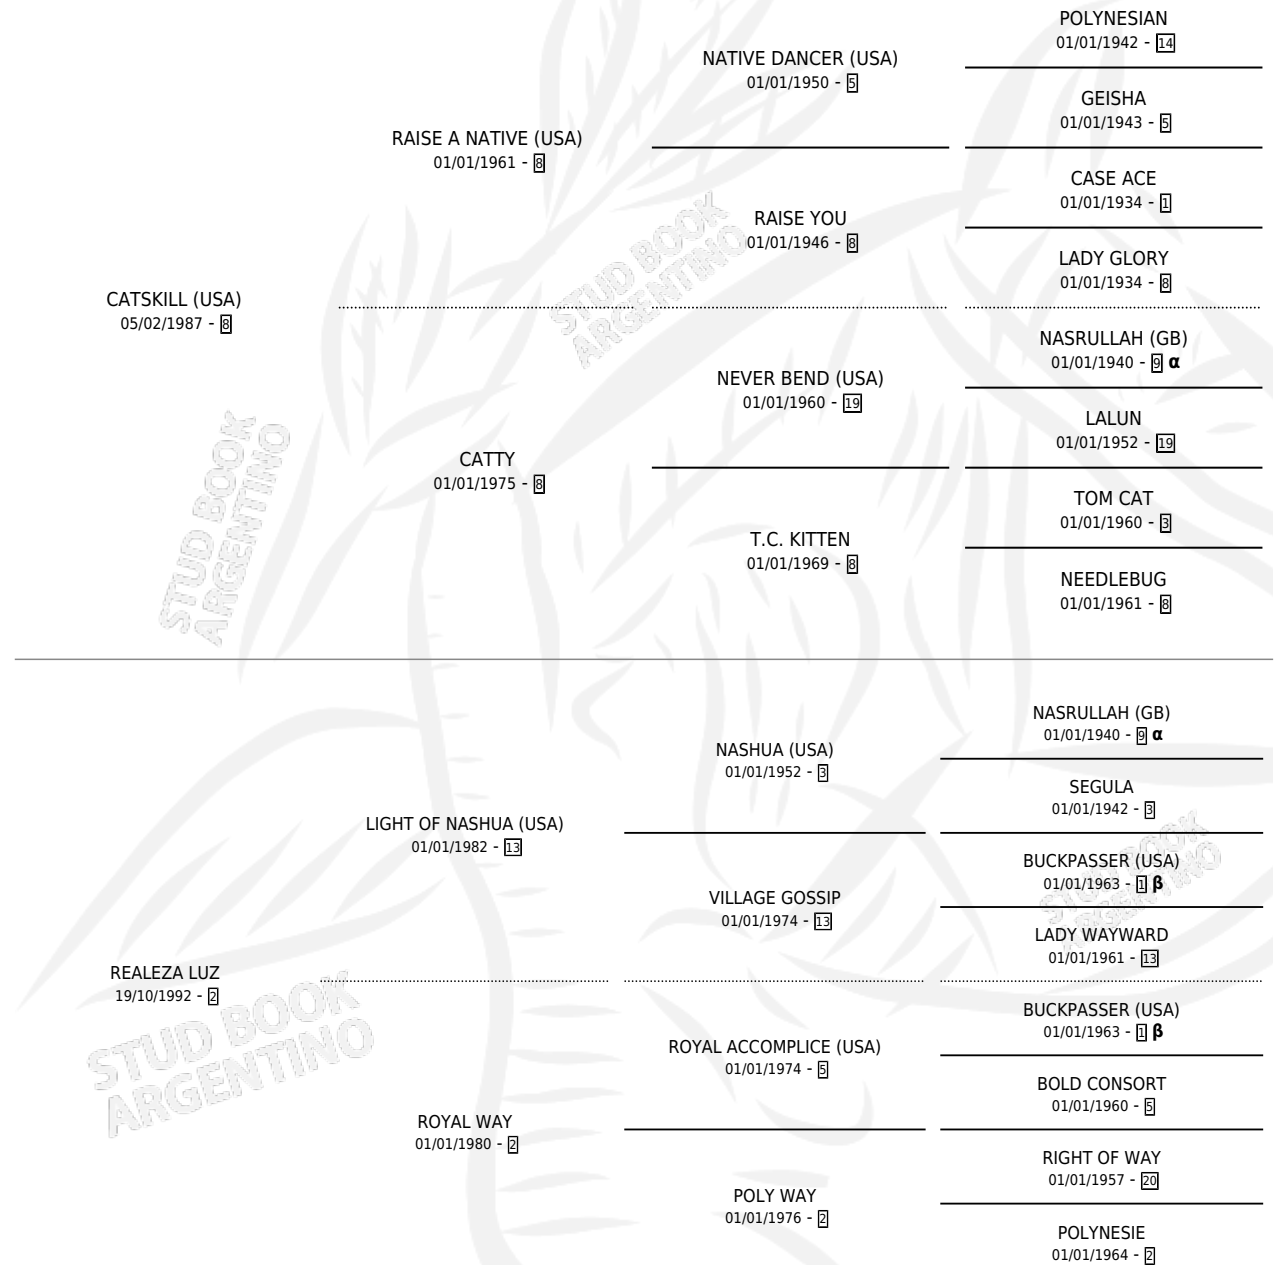 POLYNESIAN
01/01/1942 - 14
NATIVE DANCER (USA)
01/01/1950 - 5
GEISHA
01/01/1943 - 5
RAISE A NATIVE (USA)
01/01/1961 - 8
CASE ACE
01/01/1934 - 1
RAISE YOU
01/01/1946 - 8
LADY GLORY
01/01/1934 - 8
CATSKILL (USA)
05/02/1987 - 8
NASRULLAH (GB)
01/01/1940 - 9 α
NEVER BEND (USA)
01/01/1960 - 19
LALUN
01/01/1952 - 19
CATTY
01/01/1975 - 8
TOM CAT
01/01/1960 - 3
T.C. KITTEN
01/01/1969 - 8
NEEDLEBUG
01/01/1961 - 8
NASRULLAH (GB)
01/01/1940 - 9 α
NASHUA (USA)
01/01/1952 - 3
SEGULA
01/01/1942 - 3
LIGHT OF NASHUA (USA)
01/01/1982 - 13
BUCKPASSER (USA)
01/01/1963 - 1 β
VILLAGE GOSSIP
01/01/1974 - 13
LADY WAYWARD
01/01/1961 - 13
REALEZA LUZ
19/10/1992 - 2
BUCKPASSER (USA)
01/01/1963 - 1 β
ROYAL ACCOMPLICE (USA)
01/01/1974 - 5
BOLD CONSORT
01/01/1960 - 5
ROYAL WAY
01/01/1980 - 2
RIGHT OF WAY
01/01/1957 - 20
POLY WAY
01/01/1976 - 2
POLYNESIE
01/01/1964 - 2
STUD BOOK
ARGENTINO
STUD BOOK
ARGENTINO
STUD BOOK
ARGENTINO
STUD BOOK
ARGENTINO